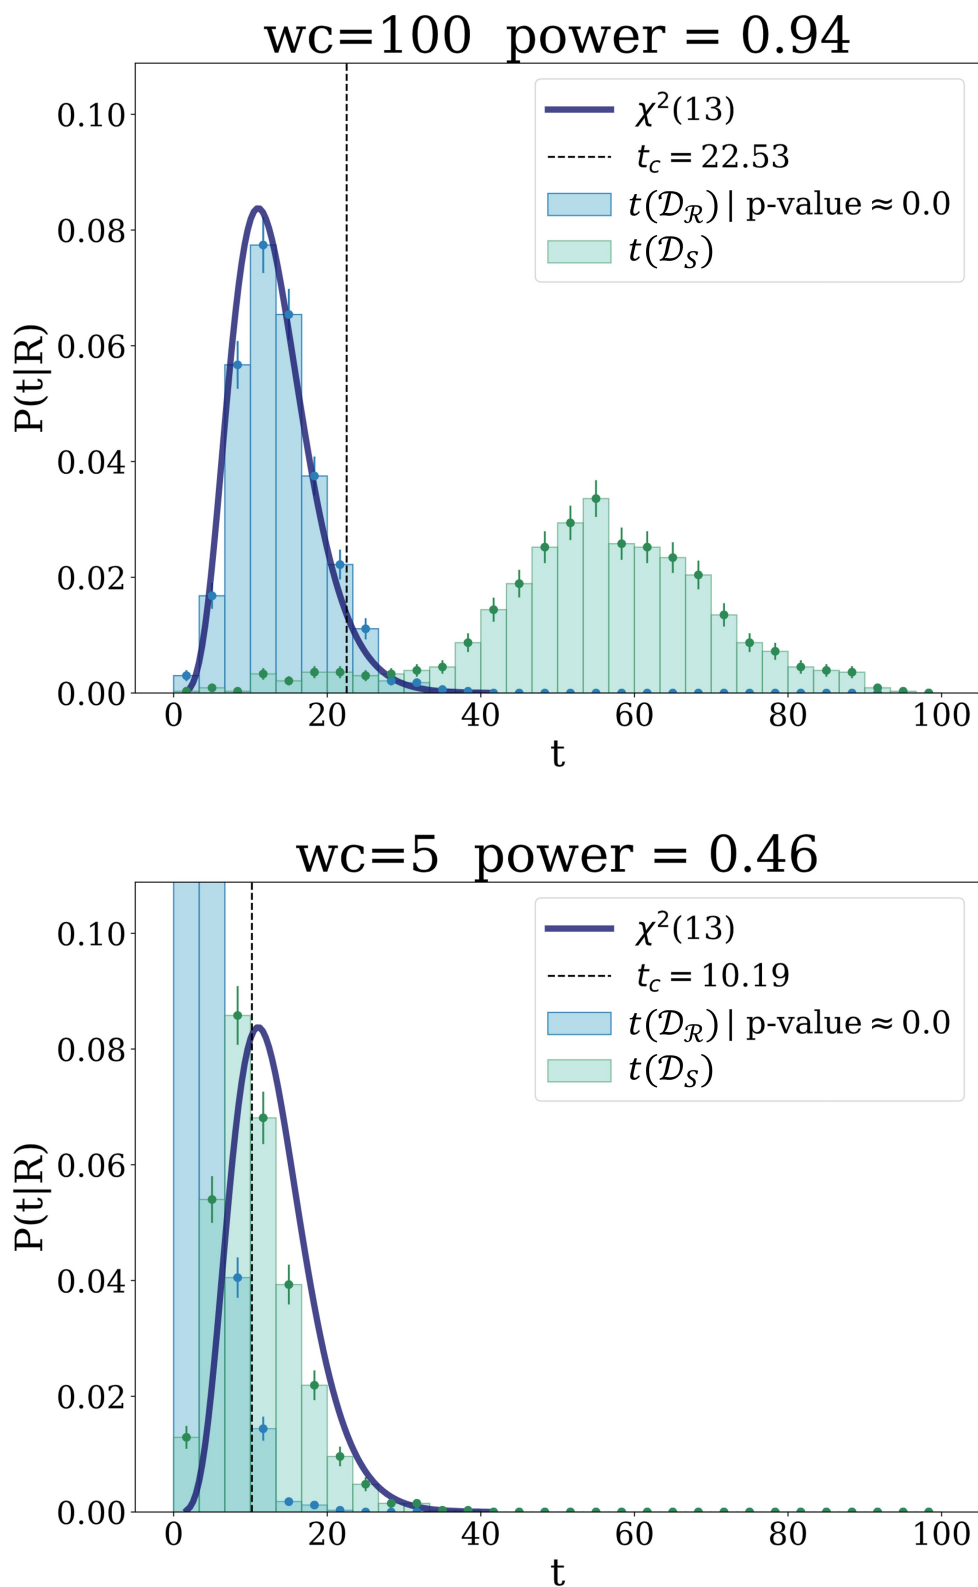 wc=100 power = 0.94
χ²(13)
t_c = 22.53
t(𝒟_ℛ) | p-value ≈ 0.0
t(𝒟_S)
P(t|R)
0.10
0.08
0.06
0.04
0.02
0.00
0 20 40 60 80 100
t
wc=5 power = 0.46
χ²(13)
t_c = 10.19
t(𝒟_ℛ) | p-value ≈ 0.0
t(𝒟_S)
P(t|R)
0.10
0.08
0.06
0.04
0.02
0.00
0 20 40 60 80 100
t